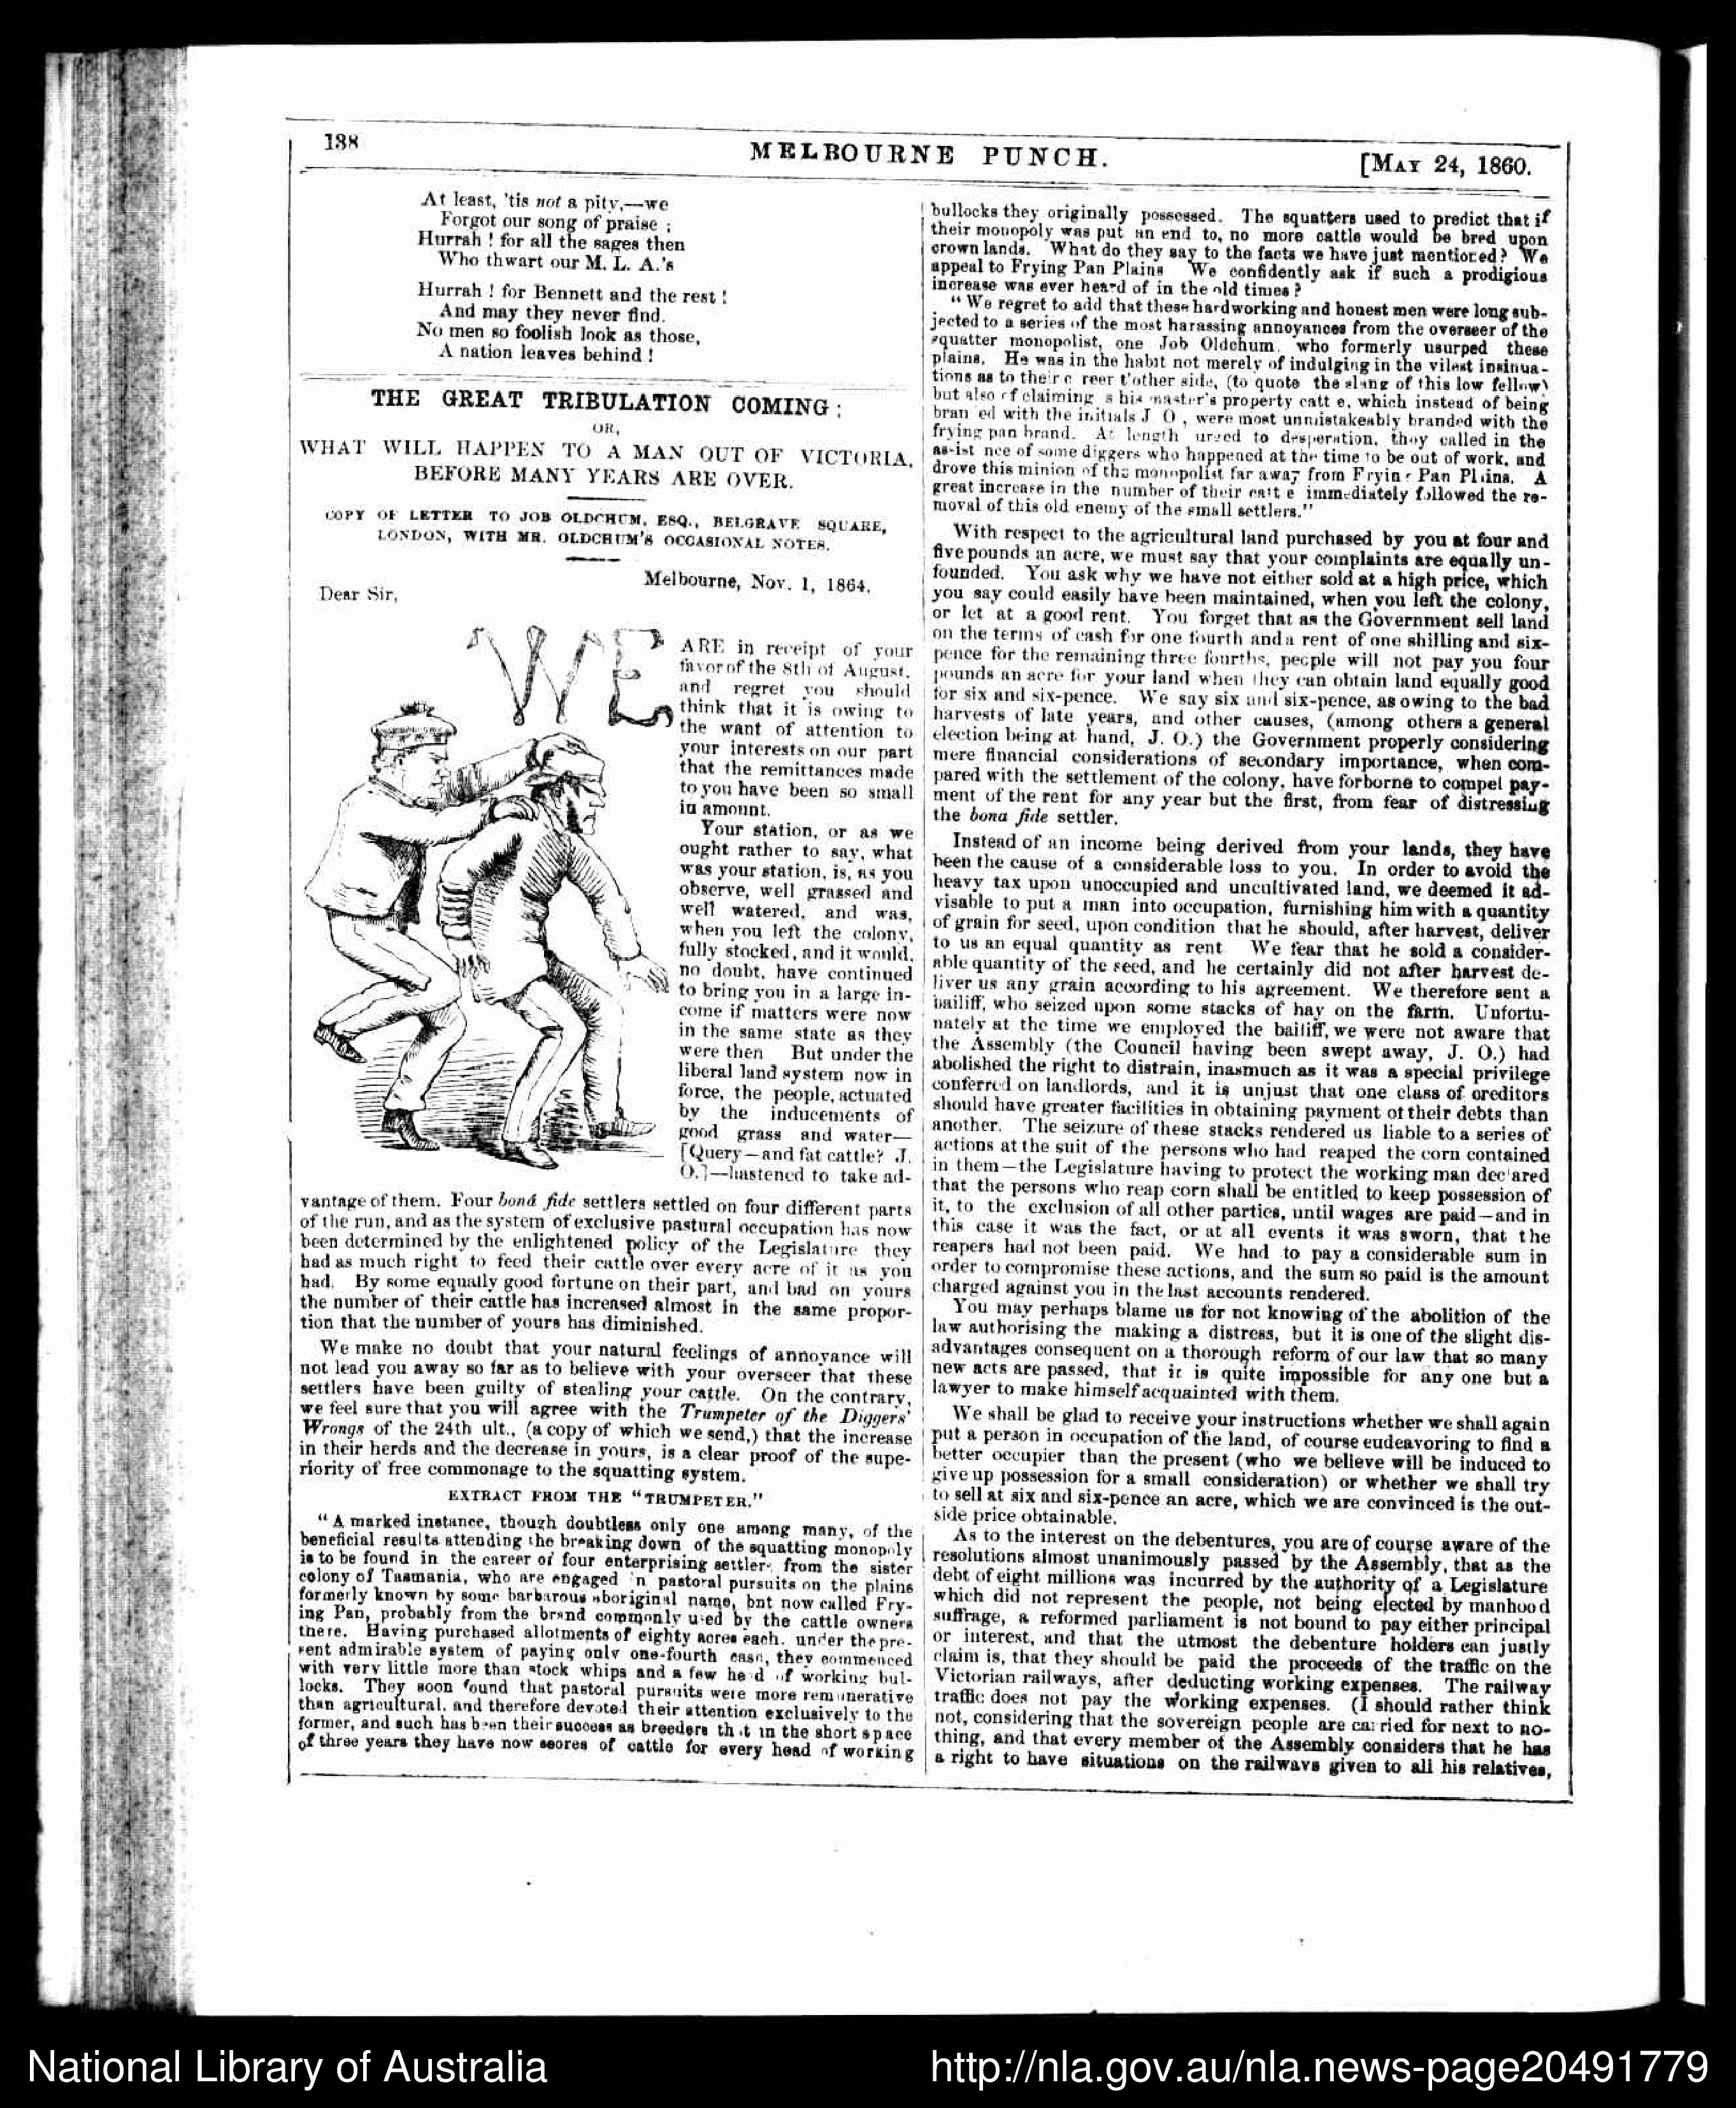 138
MELBOURNE PUNCH.
[MAY 24, 1860.
At least, 'tis not a pity,—we
Forgot our song of praise ;
Hurrah ! for all the sages then
Who thwart our M. L. A.'s
Hurrah ! for Bennett and the rest !
And may they never find.
No men so foolish look as those,
A nation leaves behind !
THE GREAT TRIBULATION COMING ;
OR,
WHAT WILL HAPPEN TO A MAN OUT OF VICTORIA,
BEFORE MANY YEARS ARE OVER.
COPY OF LETTER TO JOB OLDCHUM, ESQ., BELGRAVE SQUARE,
LONDON, WITH MR. OLDCHUM'S OCCASIONAL NOTES.
Melbourne, Nov. 1, 1864.
Dear Sir,
WE ARE in receipt of your
favor of the 8th of August,
and regret you should
think that it is owing to
the want of attention to
your interests on our part
that the remittances made
to you have been so small
in amount.
Your station, or as we
ought rather to say, what
was your station, is, as you
observe, well grassed and
well watered, and was,
when you left the colony,
fully stocked, and it would,
no doubt, have continued
to bring you in a large in-
come if matters were now
in the same state as they
were then But under the
liberal land system now in
force, the people, actuated
by the inducements of
good grass and water—
[Query—and fat cattle? J.
O.]—hastened to take ad-
vantage of them. Four bonâ fide settlers settled on four different parts
of the run, and as the system of exclusive pastoral occupation has now
been determined by the enlightened policy of the Legislature they
had as much right to feed their cattle over every acre of it as you
had. By some equally good fortune on their part, and bad on yours
the number of their cattle has increased almost in the same propor-
tion that the number of yours has diminished.
We make no doubt that your natural feelings of annoyance will
not lead you away so far as to believe with your overseer that these
settlers have been guilty of stealing your cattle. On the contrary,
we feel sure that you will agree with the Trumpeter of the Diggers'
Wrongs of the 24th ult., (a copy of which we send,) that the increase
in their herds and the decrease in yours, is a clear proof of the supe-
riority of free commonage to the squatting system.
EXTRACT FROM THE "TRUMPETER."
"A marked instance, though doubtless only one among many, of the
beneficial results attending the breaking down of the squatting monopoly
is to be found in the career of four enterprising settlers from the sister
colony of Tasmania, who are engaged in pastoral pursuits on the plains
formerly known by some barbarous aboriginal name, but now called Fry-
ing Pan, probably from the brand commonly used by the cattle owners
there. Having purchased allotments of eighty acres each, under the pre-
sent admirable system of paying only one-fourth cash, they commenced
with very little more than stock whips and a few head of working bul-
locks. They soon found that pastoral pursuits were more remunerative
than agricultural, and therefore devoted their attention exclusively to the
former, and such has been their success as breeders that in the short space
of three years they have now scores of cattle for every head of working
bullocks they originally possessed. The squatters used to predict that if
their monopoly was put an end to, no more cattle would be bred upon
crown lands. What do they say to the facts we have just mentioned? We
appeal to Frying Pan Plains We confidently ask if such a prodigious
increase was ever heard of in the old times ?
"We regret to add that these hardworking and honest men were long sub-
jected to a series of the most harassing annoyances from the overseer of the
squatter monopolist, one Job Oldchum, who formerly usurped these
plains. He was in the habit not merely of indulging in the vilest insinua-
tions as to their c reer t'other side, (to quote the slang of this low fellow)
but also of claiming s his master's property catt e, which instead of being
bran ed with the initials J O , were most unmistakeably branded with the
frying pan brand. At length urged to desperation, they called in the
assist nce of some diggers who happened at the time to be out of work, and
drove this minion of the monopolist far away from Fryin Pan Plains. A
great increase in the number of their catt e immediately followed the re-
moval of this old enemy of the small settlers."
With respect to the agricultural land purchased by you at four and
five pounds an acre, we must say that your complaints are equally un-
founded. You ask why we have not either sold at a high price, which
you say could easily have been maintained, when you left the colony,
or let at a good rent. You forget that as the Government sell land
on the terms of cash for one fourth and a rent of one shilling and six-
pence for the remaining three fourths, people will not pay you four
pounds an acre for your land when they can obtain land equally good
for six and six-pence. We say six and six-pence, as owing to the bad
harvests of late years, and other causes, (among others a general
election being at hand, J. O.) the Government properly considering
mere financial considerations of secondary importance, when com-
pared with the settlement of the colony, have forborne to compel pay-
ment of the rent for any year but the first, from fear of distressing
the bona fide settler.
Instead of an income being derived from your lands, they have
been the cause of a considerable loss to you. In order to avoid the
heavy tax upon unoccupied and uncultivated land, we deemed it ad-
visable to put a man into occupation, furnishing him with a quantity
of grain for seed, upon condition that he should, after harvest, deliver
to us an equal quantity as rent We fear that he sold a consider-
able quantity of the seed, and he certainly did not after harvest de-
liver us any grain according to his agreement. We therefore sent a
bailiff, who seized upon some stacks of hay on the farm. Unfortu-
nately at the time we employed the bailiff, we were not aware that
the Assembly (the Council having been swept away, J. O.) had
abolished the right to distrain, inasmuch as it was a special privilege
conferred on landlords, and it is unjust that one class of creditors
should have greater facilities in obtaining payment of their debts than
another. The seizure of these stacks rendered us liable to a series of
actions at the suit of the persons who had reaped the corn contained
in them—the Legislature having to protect the working man declared
that the persons who reap corn shall be entitled to keep possession of
it, to the exclusion of all other parties, until wages are paid—and in
this case it was the fact, or at all events it was sworn, that the
reapers had not been paid. We had to pay a considerable sum in
order to compromise these actions, and the sum so paid is the amount
charged against you in the last accounts rendered.
You may perhaps blame us for not knowing of the abolition of the
law authorising the making a distress, but it is one of the slight dis-
advantages consequent on a thorough reform of our law that so many
new acts are passed, that it is quite impossible for any one but a
lawyer to make himself acquainted with them.
We shall be glad to receive your instructions whether we shall again
put a person in occupation of the land, of course endeavoring to find a
better occupier than the present (who we believe will be induced to
give up possession for a small consideration) or whether we shall try
to sell at six and six-pence an acre, which we are convinced is the out-
side price obtainable.
As to the interest on the debentures, you are of course aware of the
resolutions almost unanimously passed by the Assembly, that as the
debt of eight millions was incurred by the authority of a Legislature
which did not represent the people, not being elected by manhood
suffrage, a reformed parliament is not bound to pay either principal
or interest, and that the utmost the debenture holders can justly
claim is, that they should be paid the proceeds of the traffic on the
Victorian railways, after deducting working expenses. The railway
traffic does not pay the working expenses. (I should rather think
not, considering that the sovereign people are carried for next to no-
thing, and that every member of the Assembly considers that he has
a right to have situations on the railways given to all his relatives,
National Library of Australia
http://nla.gov.au/nla.news-page20491779